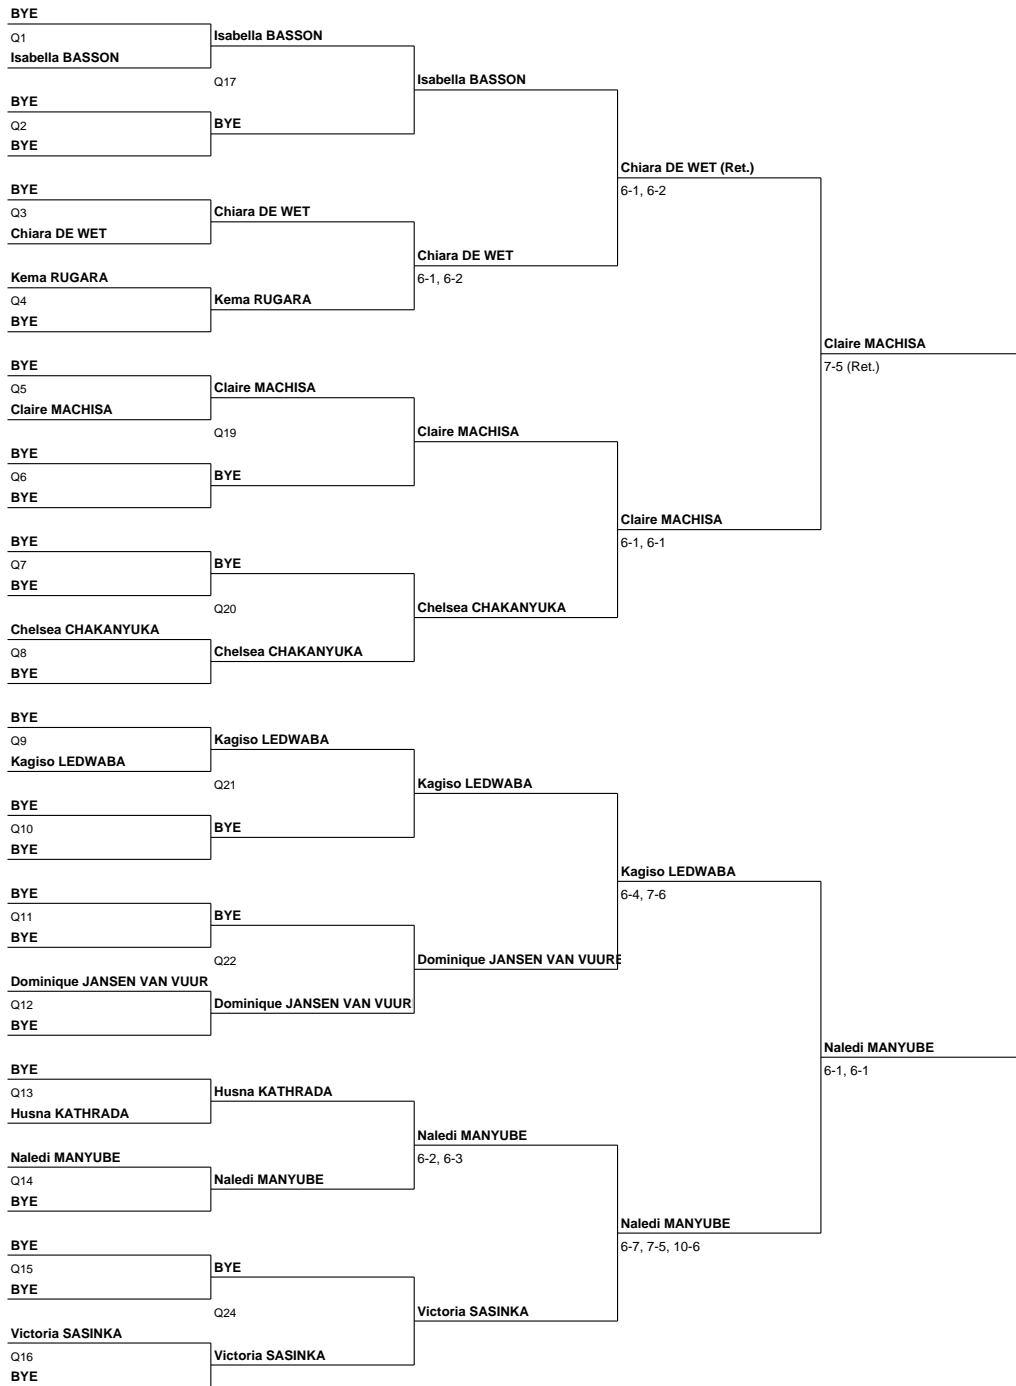 BYE
Q1
Isabella BASSON
Isabella BASSON
Q17
Isabella BASSON
BYE
Q2
BYE
BYE
Chiara DE WET (Ret.)
6-1, 6-2
BYE
Q3
Chiara DE WET
Chiara DE WET
Chiara DE WET
6-1, 6-2
Kema RUGARA
Q4
Kema RUGARA
BYE
Claire MACHISA
7-5 (Ret.)
BYE
Q5
Claire MACHISA
Claire MACHISA
Q19
Claire MACHISA
BYE
Q6
BYE
BYE
Claire MACHISA
6-1, 6-1
BYE
Q7
BYE
BYE
Q20
Chelsea CHAKANYUKA
Chelsea CHAKANYUKA
Q8
Chelsea CHAKANYUKA
BYE
BYE
Q9
Kagiso LEDWABA
Kagiso LEDWABA
Q21
Kagiso LEDWABA
BYE
Q10
BYE
BYE
Kagiso LEDWABA
6-4, 7-6
BYE
Q11
BYE
BYE
Q22
Dominique JANSEN VAN VUURE
Dominique JANSEN VAN VUUR
Q12
Dominique JANSEN VAN VUUR
BYE
Naledi MANYUBE
6-1, 6-1
BYE
Q13
Husna KATHRADA
Husna KATHRADA
Naledi MANYUBE
6-2, 6-3
Naledi MANYUBE
Q14
Naledi MANYUBE
BYE
Naledi MANYUBE
6-7, 7-5, 10-6
BYE
Q15
BYE
BYE
Q24
Victoria SASINKA
Victoria SASINKA
Q16
Victoria SASINKA
BYE